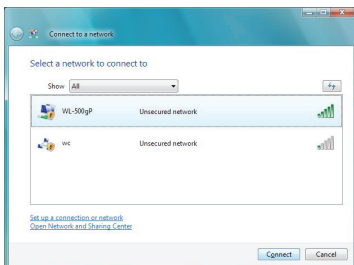 Connect to a network
Select a network to connect to
Show All
WL-500gP Unsecured network
wc Unsecured network
Set up a connection or network
Open Network and Sharing Center
Connect Cancel